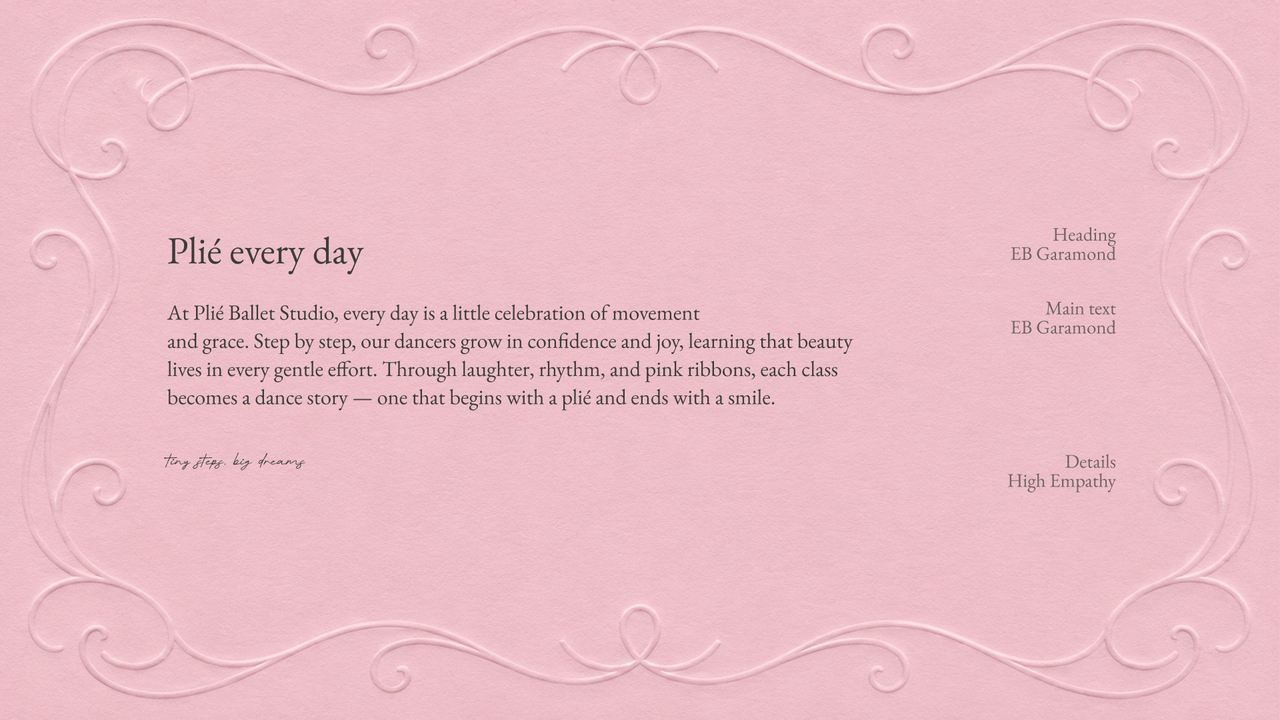 Plié every day
Heading
EB Garamond
At Plié Ballet Studio, every day is a little celebration of movement
and grace. Step by step, our dancers grow in confidence and joy, learning that beauty
lives in every gentle effort. Through laughter, rhythm, and pink ribbons, each class
becomes a dance story — one that begins with a plié and ends with a smile.
Main text
EB Garamond
tiny steps. big dreams
Details
High Empathy